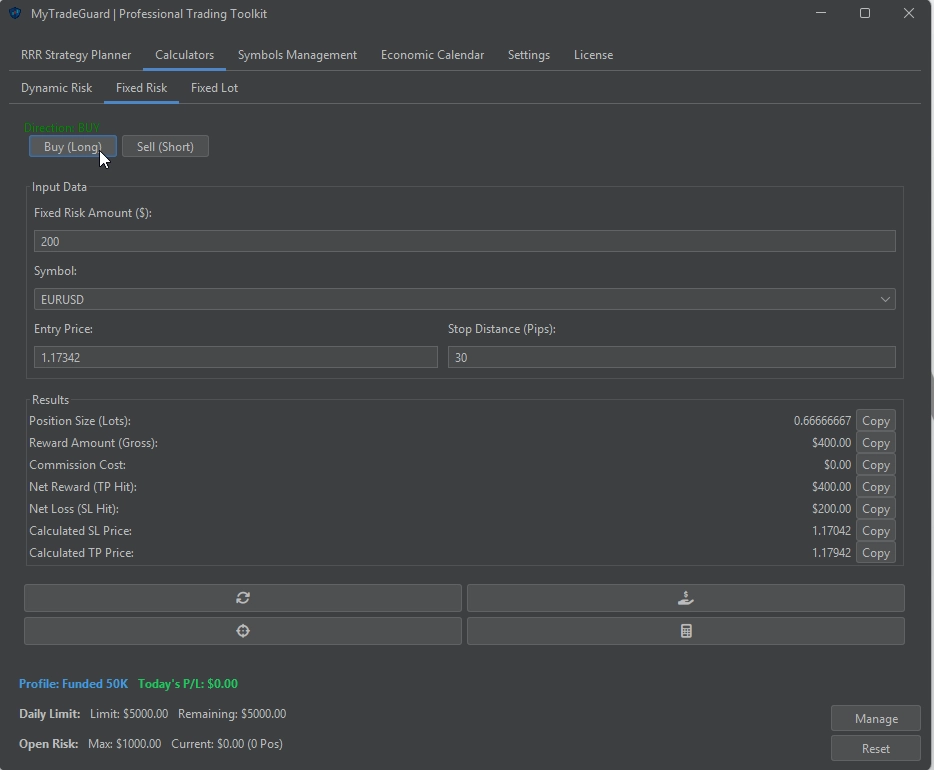 MyTradeGuard | Professional Trading Toolkit
RRR Strategy Planner Calculators Symbols Management Economic Calendar Settings License
Dynamic Risk Fixed Risk Fixed Lot
Direction: BUY
Buy (Long) Sell (Short)
Input Data
Fixed Risk Amount ($):
200
Symbol:
EURUSD
Entry Price: Stop Distance (Pips):
1.17342 30
Results
Position Size (Lots): 0.66666667 Copy
Reward Amount (Gross): $400.00 Copy
Commission Cost: $0.00 Copy
Net Reward (TP Hit): $400.00 Copy
Net Loss (SL Hit): $200.00 Copy
Calculated SL Price: 1.17042 Copy
Calculated TP Price: 1.17942 Copy
Profile: Funded 50K Today's P/L: $0.00
Daily Limit: Limit: $5000.00 Remaining: $5000.00
Manage
Open Risk: Max: $1000.00 Current: $0.00 (0 Pos)
Reset